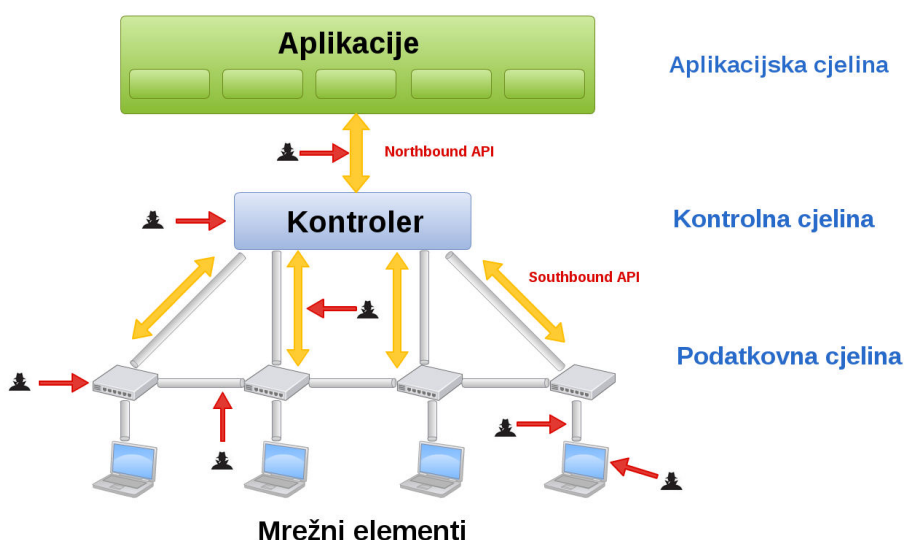 Aplikacije
Aplikacijska cjelina
Northbound API
Kontroler
Kontrolna cjelina
Southbound API
Podatkovna cjelina
Mrežni elementi